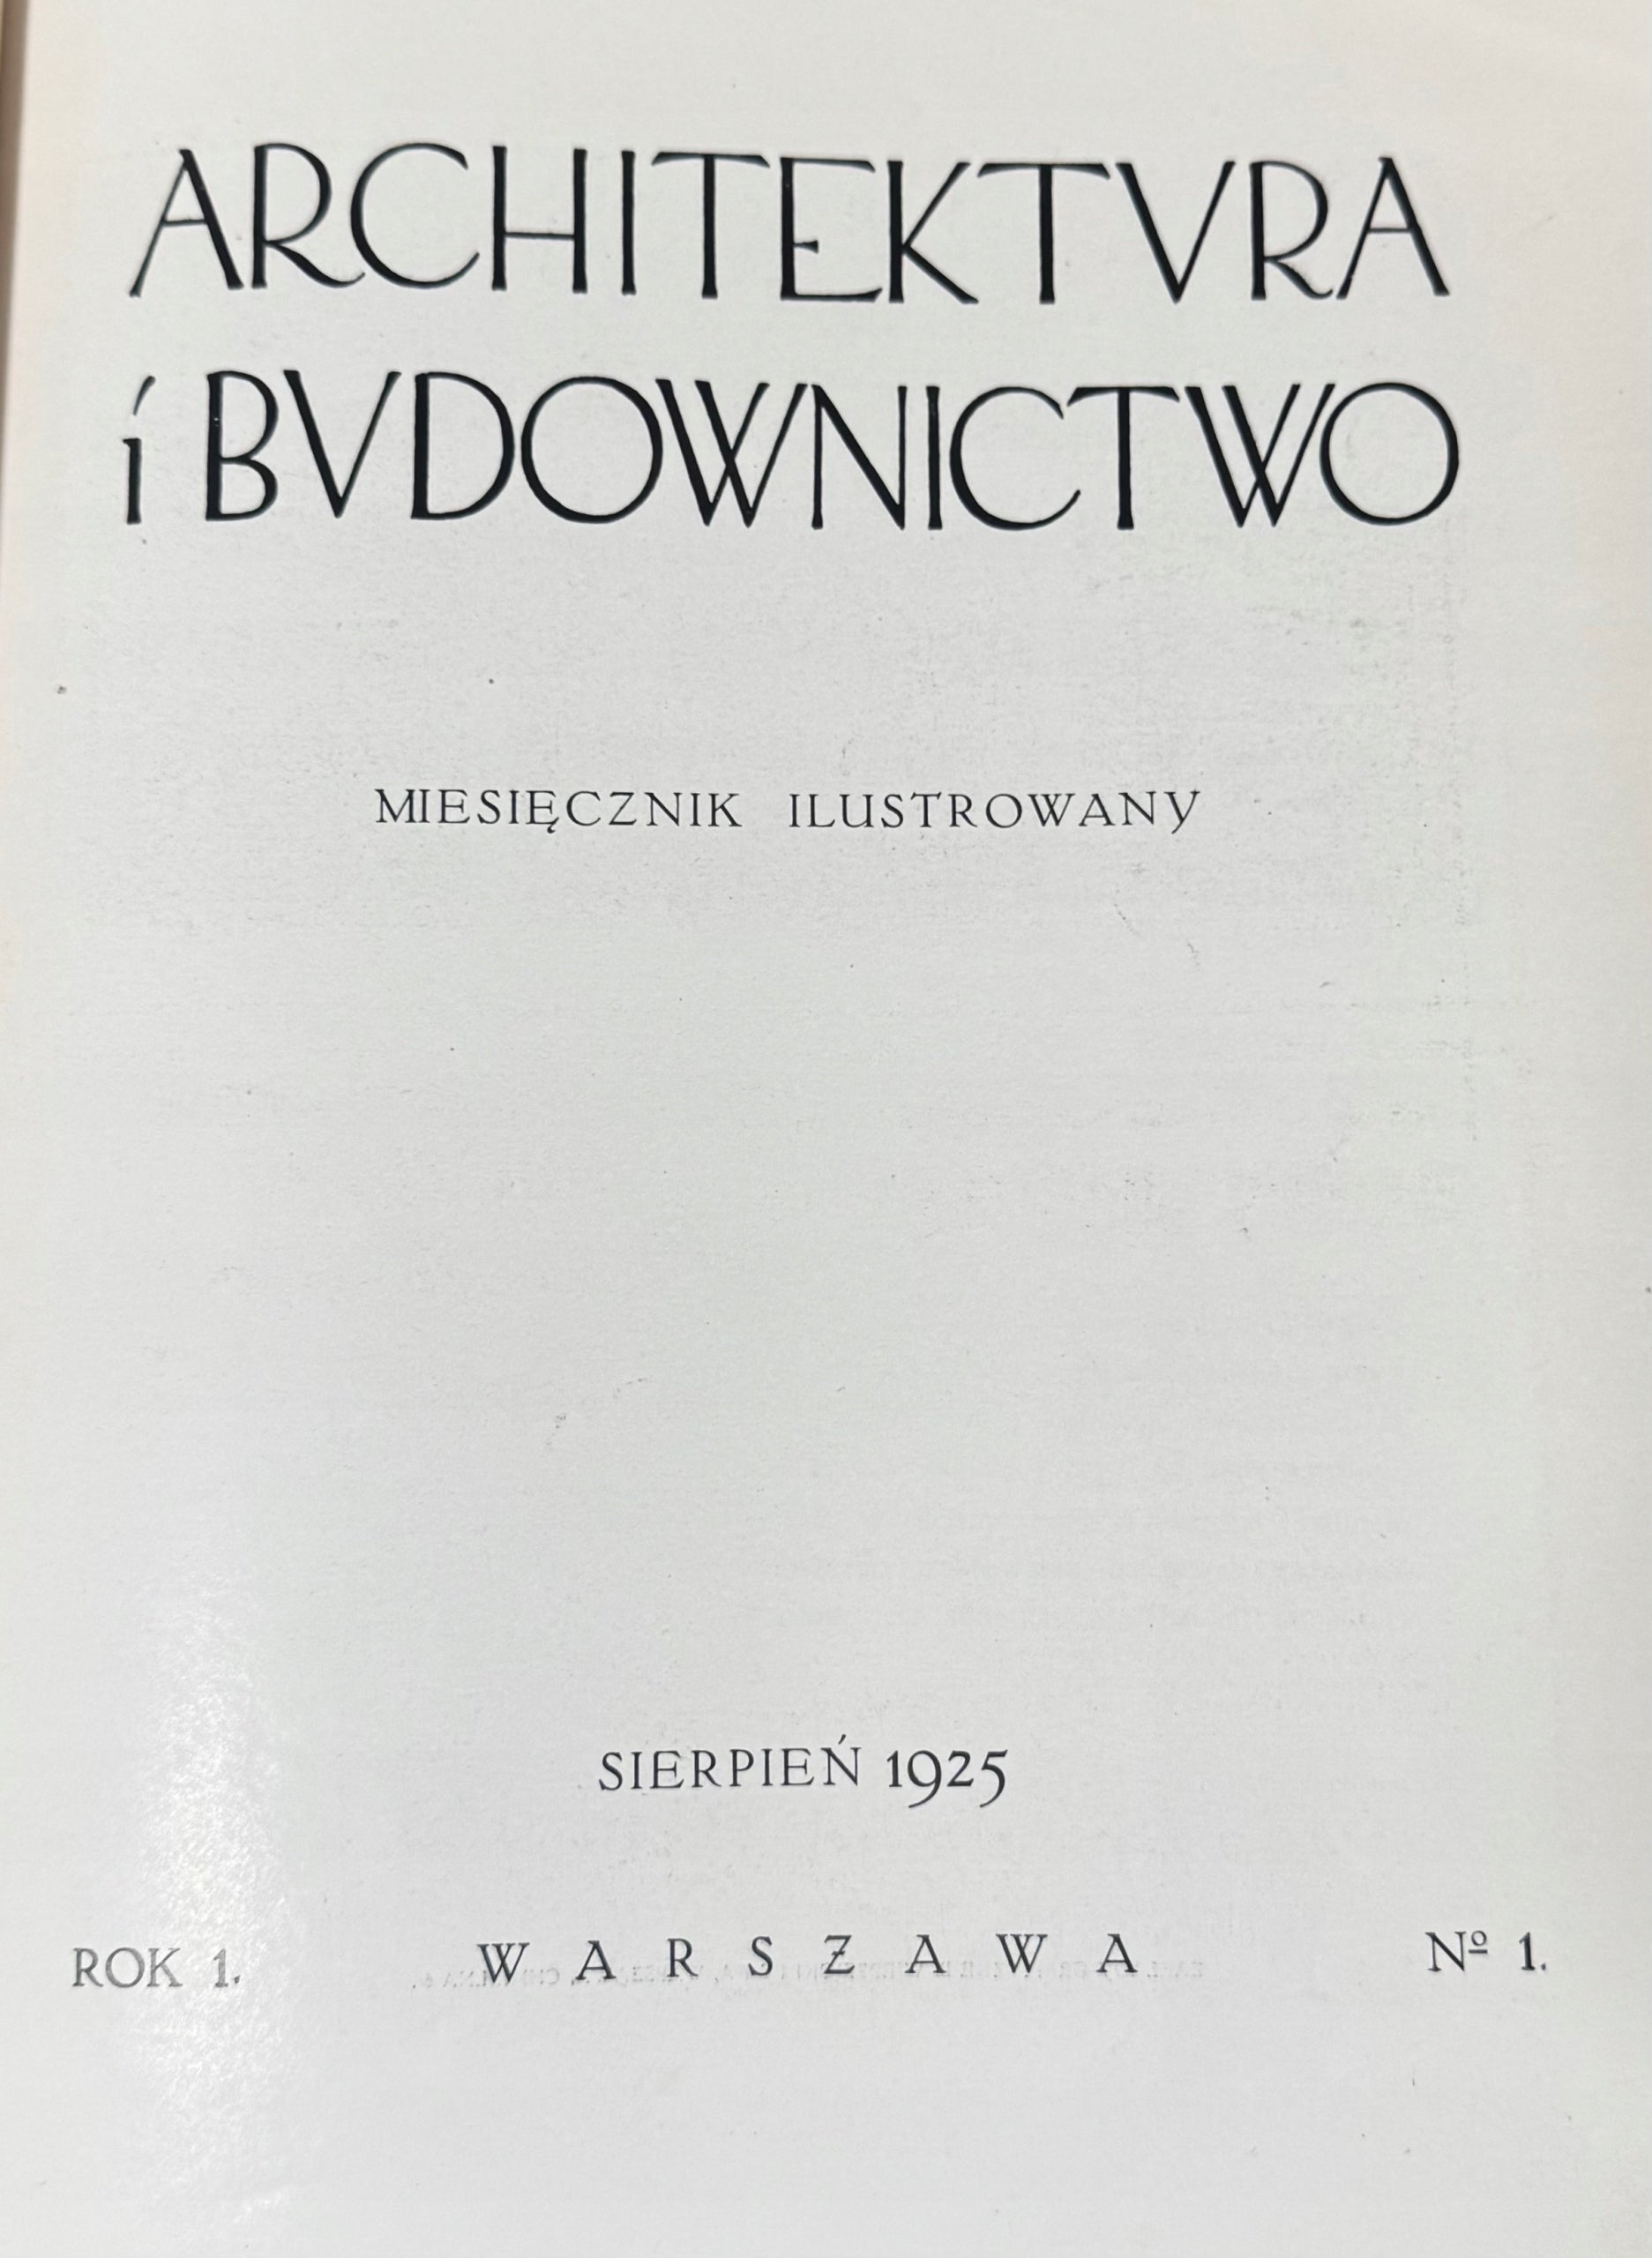 ARCHITEKTVRA
i BVDOWNICTWO
MIESIĘCZNIK ILUSTROWANY
SIERPIEŃ 1925
ROK 1. WARSZAWA Nº 1.